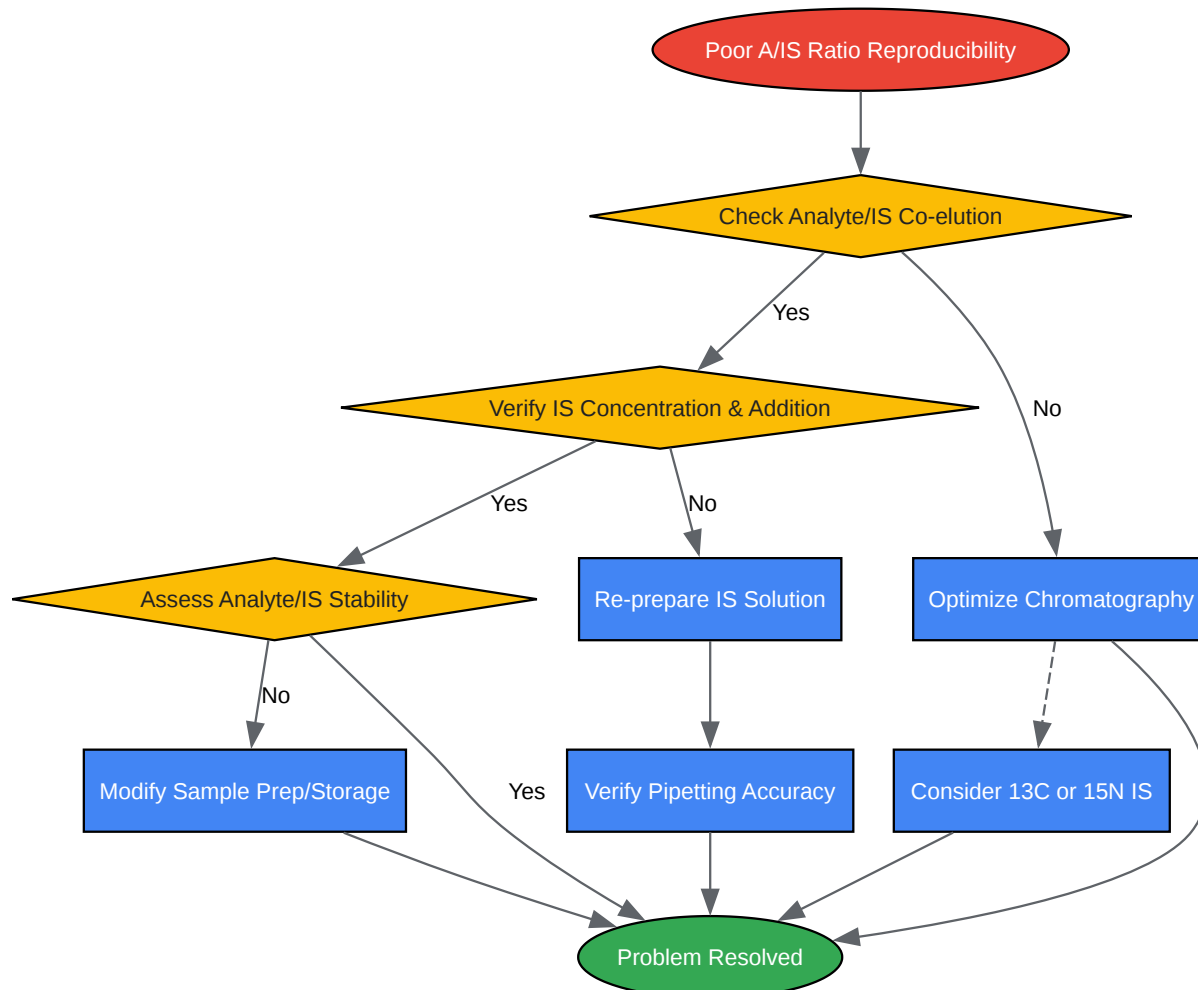 Poor A/IS Ratio Reproducibility
Check Analyte/IS Co-elution
Yes
No
Verify IS Concentration & Addition
Yes
No
Assess Analyte/IS Stability
Re-prepare IS Solution
Optimize Chromatography
No
Yes
Modify Sample Prep/Storage
Verify Pipetting Accuracy
Consider 13C or 15N IS
Problem Resolved